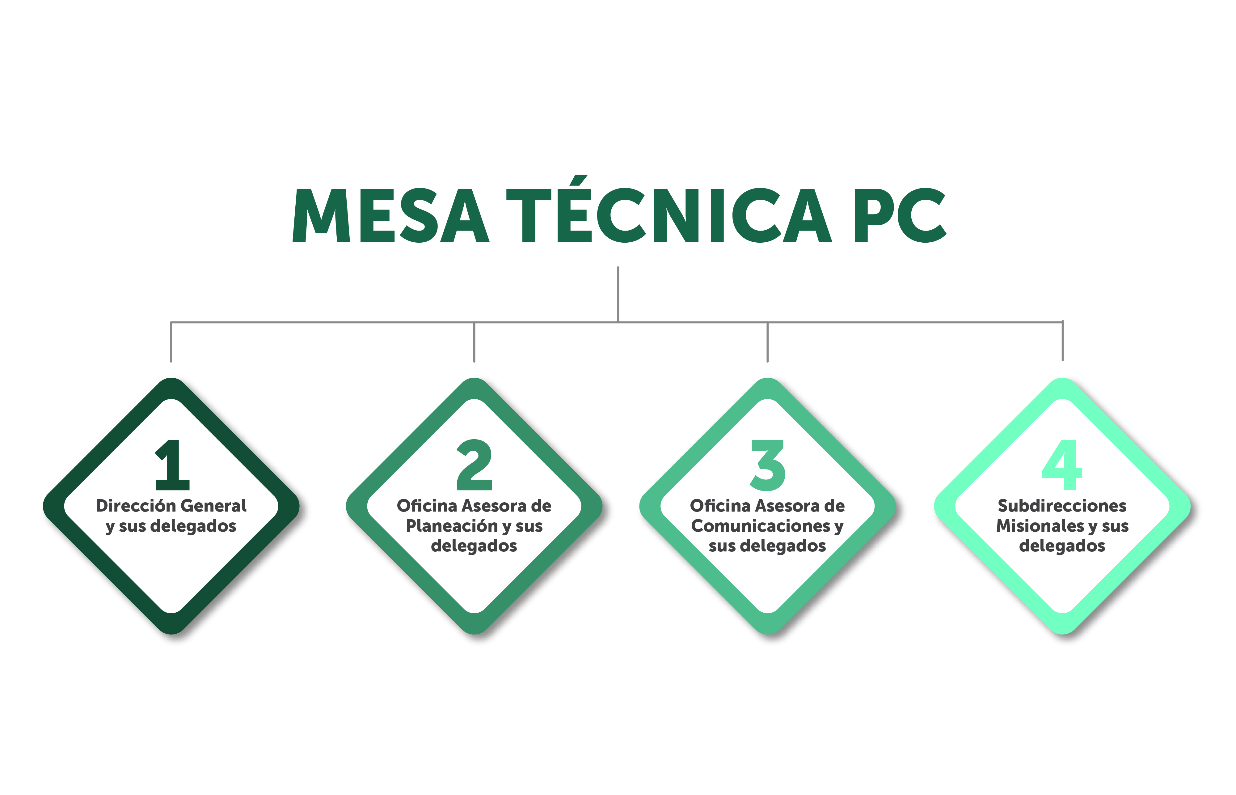 MESA TÉCNICA PC
1
Dirección General
y sus delegados
2
Oficina Asesora de
Planeación y sus
delegados
3
Oficina Asesora de
Comunicaciones y
sus delegados
4
Subdirecciones
Misionales y sus
delegados